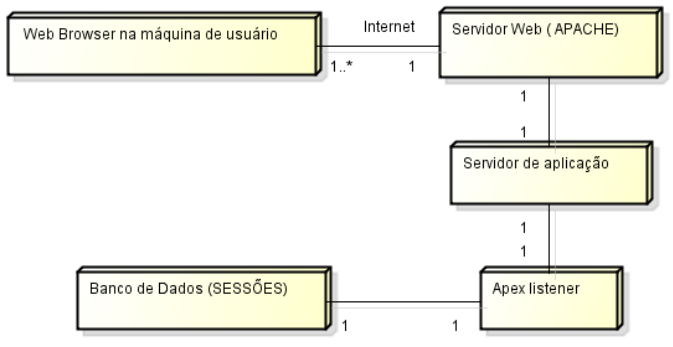 Web Browser na máquina de usuário
Internet
Servidor Web ( APACHE)
1..*
1
1
1
Servidor de aplicação
1
1
Banco de Dados (SESSÕES)
Apex listener
1
1